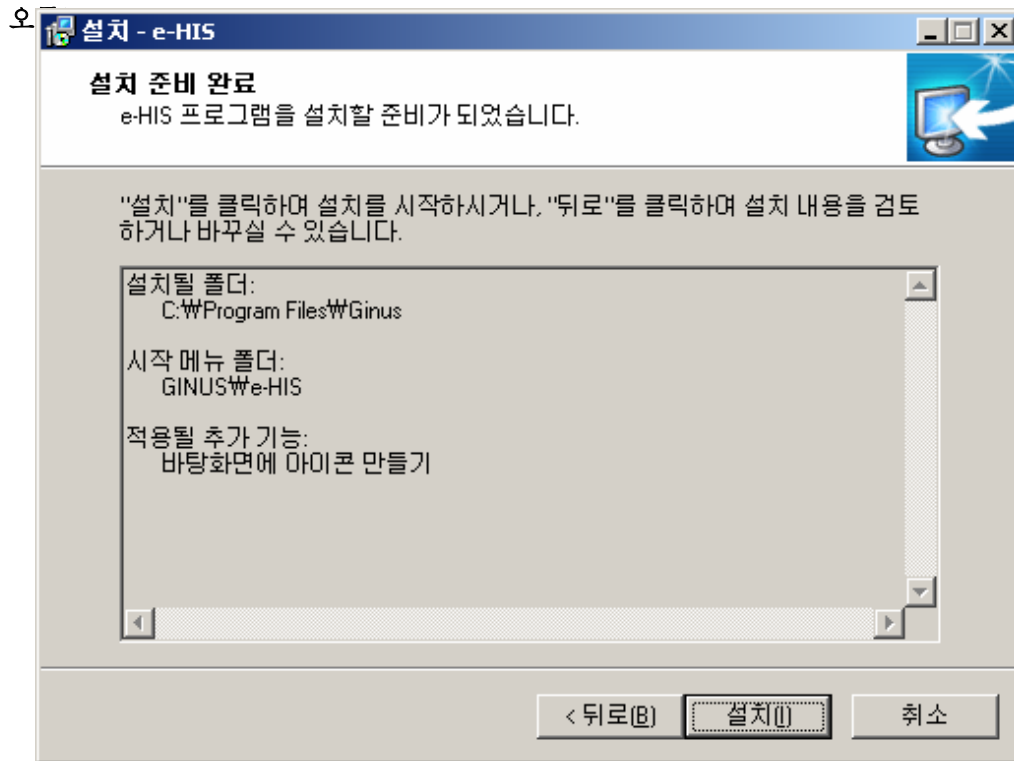 오
설치 - e-HIS
설치 준비 완료
e-HIS 프로그램을 설치할 준비가 되었습니다.
"설치"를 클릭하여 설치를 시작하시거나, "뒤로"를 클릭하여 설치 내용을 검토
하거나 바꾸실 수 있습니다.
설치될 폴더:
C:₩Program Files₩Ginus
시작 메뉴 폴더:
GINUS₩e-HIS
적용될 추가 기능:
바탕화면에 아이콘 만들기
< 뒤로(B) 설치(I) 취소